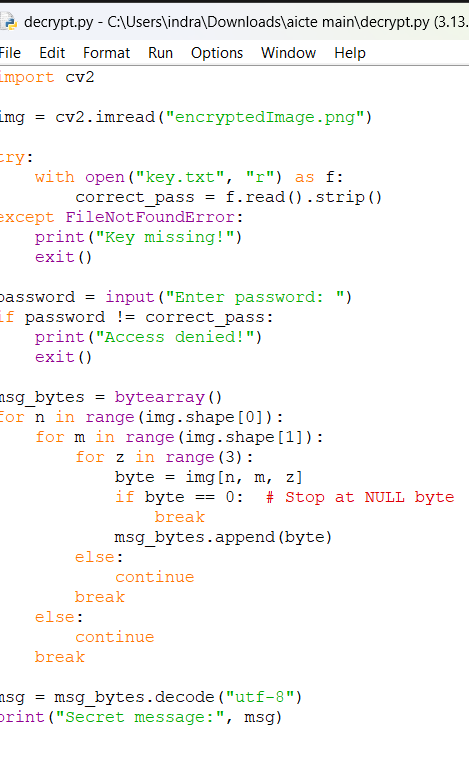 decrypt.py - C:\Users\indra\Downloads\aicte main\decrypt.py (3.13.
File Edit Format Run Options Window Help
import cv2

img = cv2.imread("encryptedImage.png")

try:
    with open("key.txt", "r") as f:
        correct_pass = f.read().strip()
except FileNotFoundError:
    print("Key missing!")
    exit()

password = input("Enter password: ")
if password != correct_pass:
    print("Access denied!")
    exit()

msg_bytes = bytearray()
for n in range(img.shape[0]):
    for m in range(img.shape[1]):
        for z in range(3):
            byte = img[n, m, z]
            if byte == 0:  # Stop at NULL byte
                break
            msg_bytes.append(byte)
        else:
            continue
        break
    else:
        continue
    break

msg = msg_bytes.decode("utf-8")
print("Secret message:", msg)